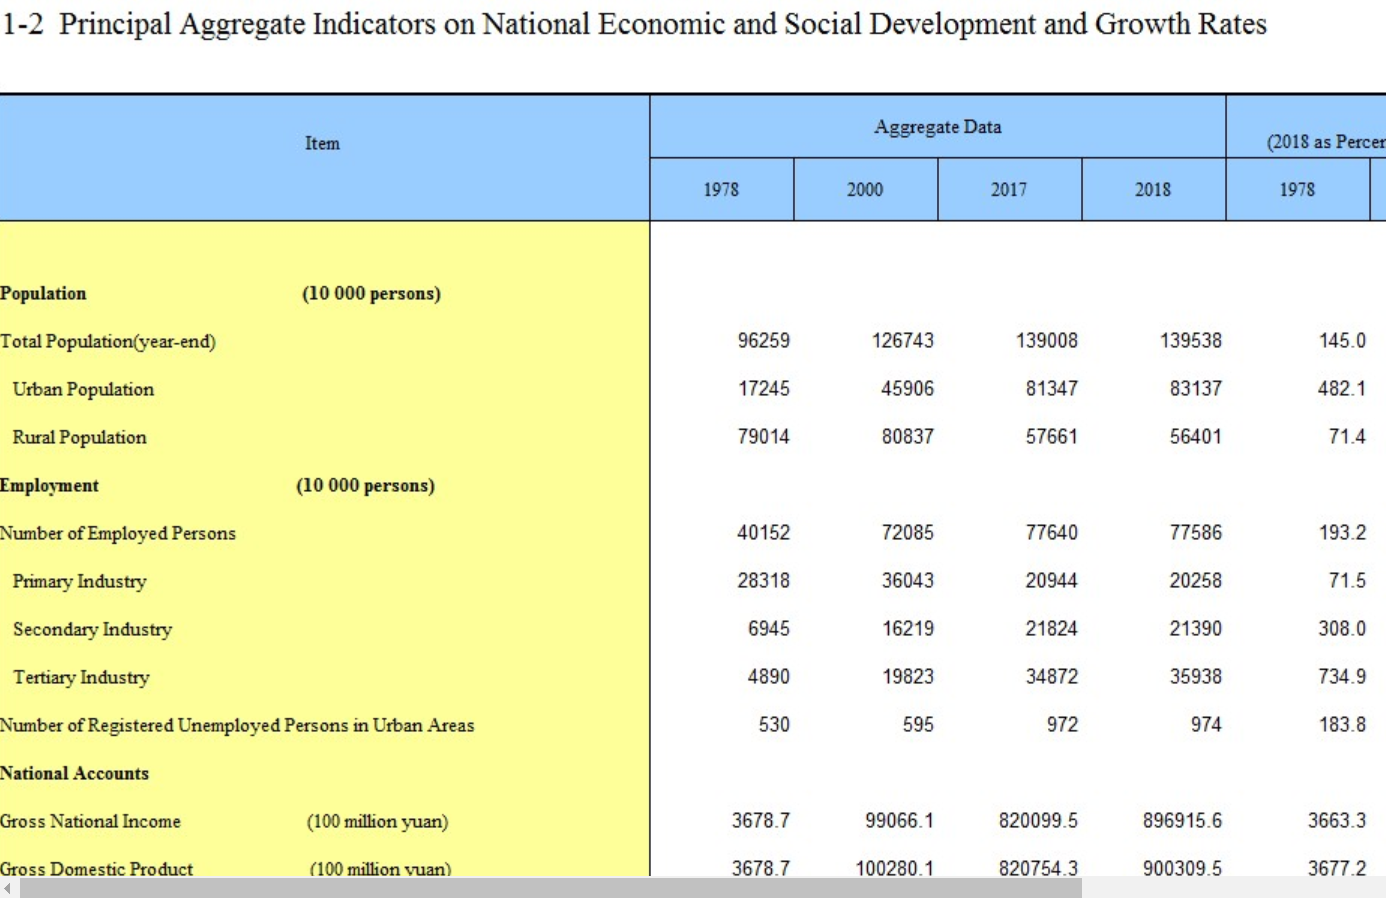 1-2 Principal Aggregate Indicators on National Economic and Social Development and Growth Rates
Item
Aggregate Data
(2018 as Percen
1978 2000 2017 2018 1978
Population (10 000 persons)
Total Population(year-end) 96259 126743 139008 139538 145.0
Urban Population 17245 45906 81347 83137 482.1
Rural Population 79014 80837 57661 56401 71.4
Employment (10 000 persons)
Number of Employed Persons 40152 72085 77640 77586 193.2
Primary Industry 28318 36043 20944 20258 71.5
Secondary Industry 6945 16219 21824 21390 308.0
Tertiary Industry 4890 19823 34872 35938 734.9
Number of Registered Unemployed Persons in Urban Areas 530 595 972 974 183.8
National Accounts
Gross National Income (100 million yuan) 3678.7 99066.1 820099.5 896915.6 3663.3
Gross Domestic Product (100 million yuan) 3678.7 100280.1 820754.3 900309.5 3677.2